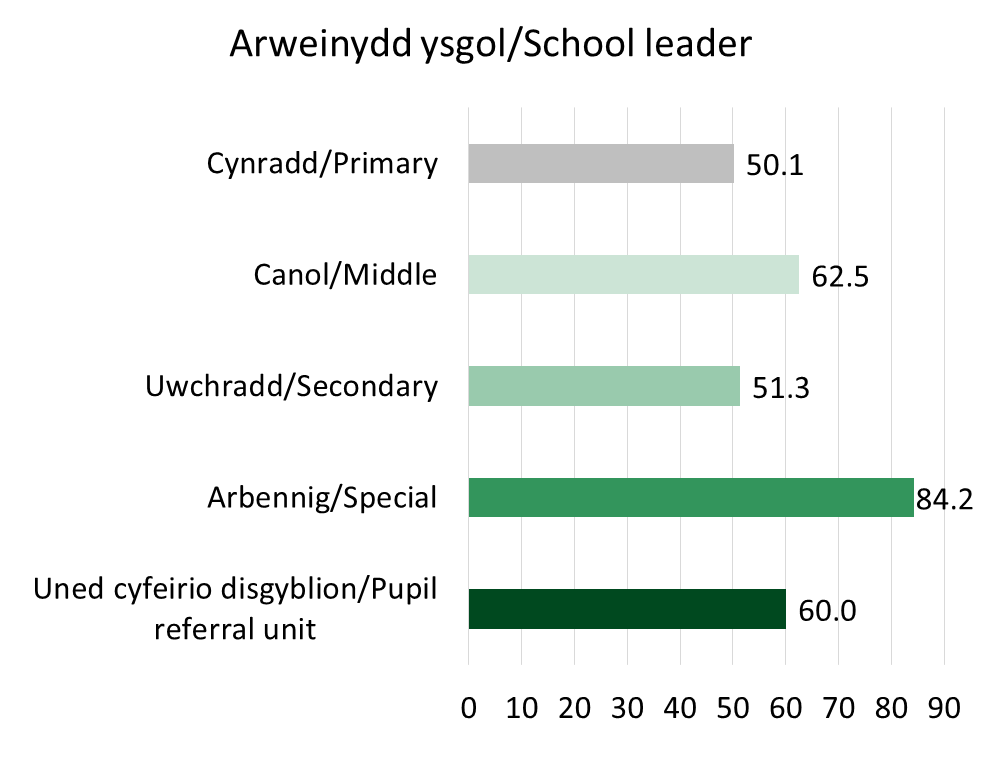 Arweinydd ysgol/School leader
Cynradd/Primary
50.1
Canol/Middle
62.5
Uwchradd/Secondary
51.3
Arbennig/Special
84.2
Uned cyfeirio disgyblion/Pupil
referral unit
60.0
0 10 20 30 40 50 60 70 80 90